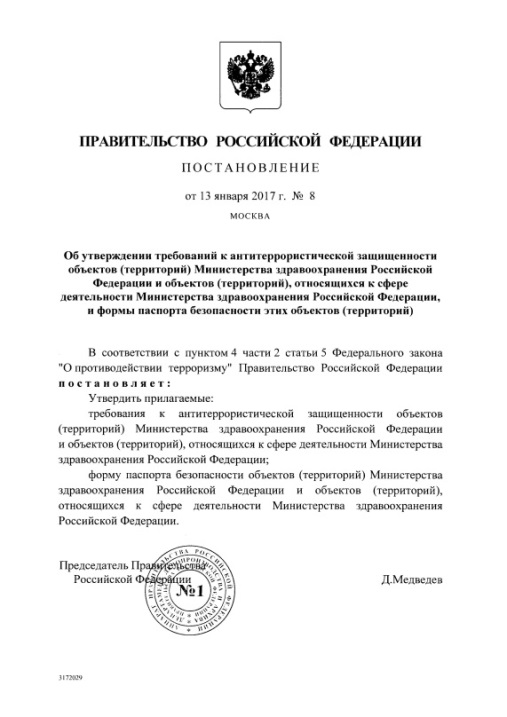 ПРАВИТЕЛЬСТВО РОССИЙСКОЙ ФЕДЕРАЦИИ
ПОСТАНОВЛЕНИЕ
от 13 января 2017 г. № 8
МОСКВА
Об утверждении требований к антитеррористической защищенности
объектов (территорий) Министерства здравоохранения Российской
Федерации и объектов (территорий), относящихся к сфере
деятельности Министерства здравоохранения Российской Федерации,
и формы паспорта безопасности этих объектов (территорий)
В соответствии с пунктом 4 части 2 статьи 5 Федерального закона
"О противодействии терроризму" Правительство Российской Федерации
постановляет:
Утвердить прилагаемые:
требования к антитеррористической защищенности объектов
(территорий) Министерства здравоохранения Российской Федерации
и объектов (территорий), относящихся к сфере деятельности Министерства
здравоохранения Российской Федерации;
форму паспорта безопасности объектов (территорий) Министерства
здравоохранения Российской Федерации и объектов (территорий),
относящихся к сфере деятельности Министерства здравоохранения
Российской Федерации.
Председатель Правительства
Российской Федерации
Д.Медведев
№1
3172029